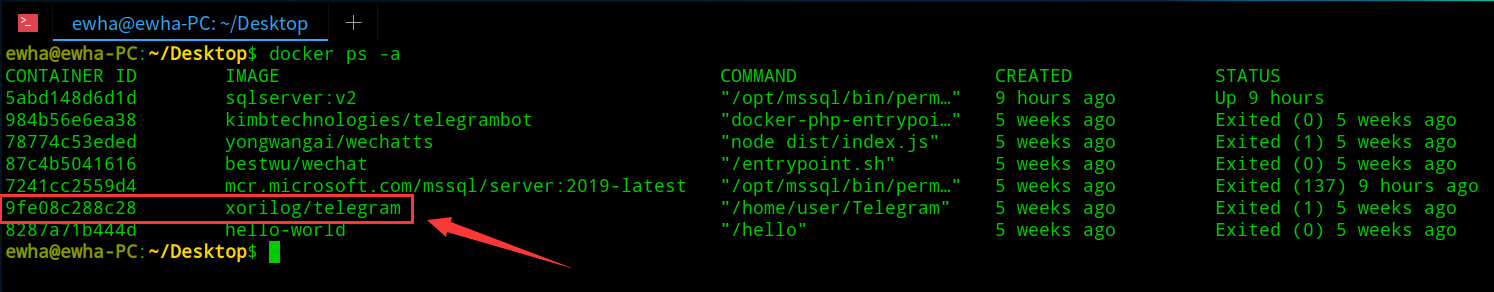 ewha@ewha-PC: ~/Desktop
ewha@ewha-PC:~/Desktop$ docker ps -a
CONTAINER ID IMAGE COMMAND CREATED STATUS
5abd148d6d1d sqlserver:v2 "/opt/mssql/bin/perm…" 9 hours ago Up 9 hours
984b56e6ea38 kimbtechnologies/telegrambot "docker-php-entrypoi…" 5 weeks ago Exited (0) 5 weeks ago
78774c53eded yongwangai/wechatts "node dist/index.js" 5 weeks ago Exited (1) 5 weeks ago
87c4b5041616 bestwu/wechat "/entrypoint.sh" 5 weeks ago Exited (0) 5 weeks ago
7241cc2559d4 mcr.microsoft.com/mssql/server:2019-latest "/opt/mssql/bin/perm…" 5 weeks ago Exited (137) 9 hours ago
9fe08c288c28 xorilog/telegram "/home/user/Telegram" 5 weeks ago Exited (1) 5 weeks ago
8287a71b444d hello-world "/hello" 5 weeks ago Exited (0) 5 weeks ago
ewha@ewha-PC:~/Desktop$